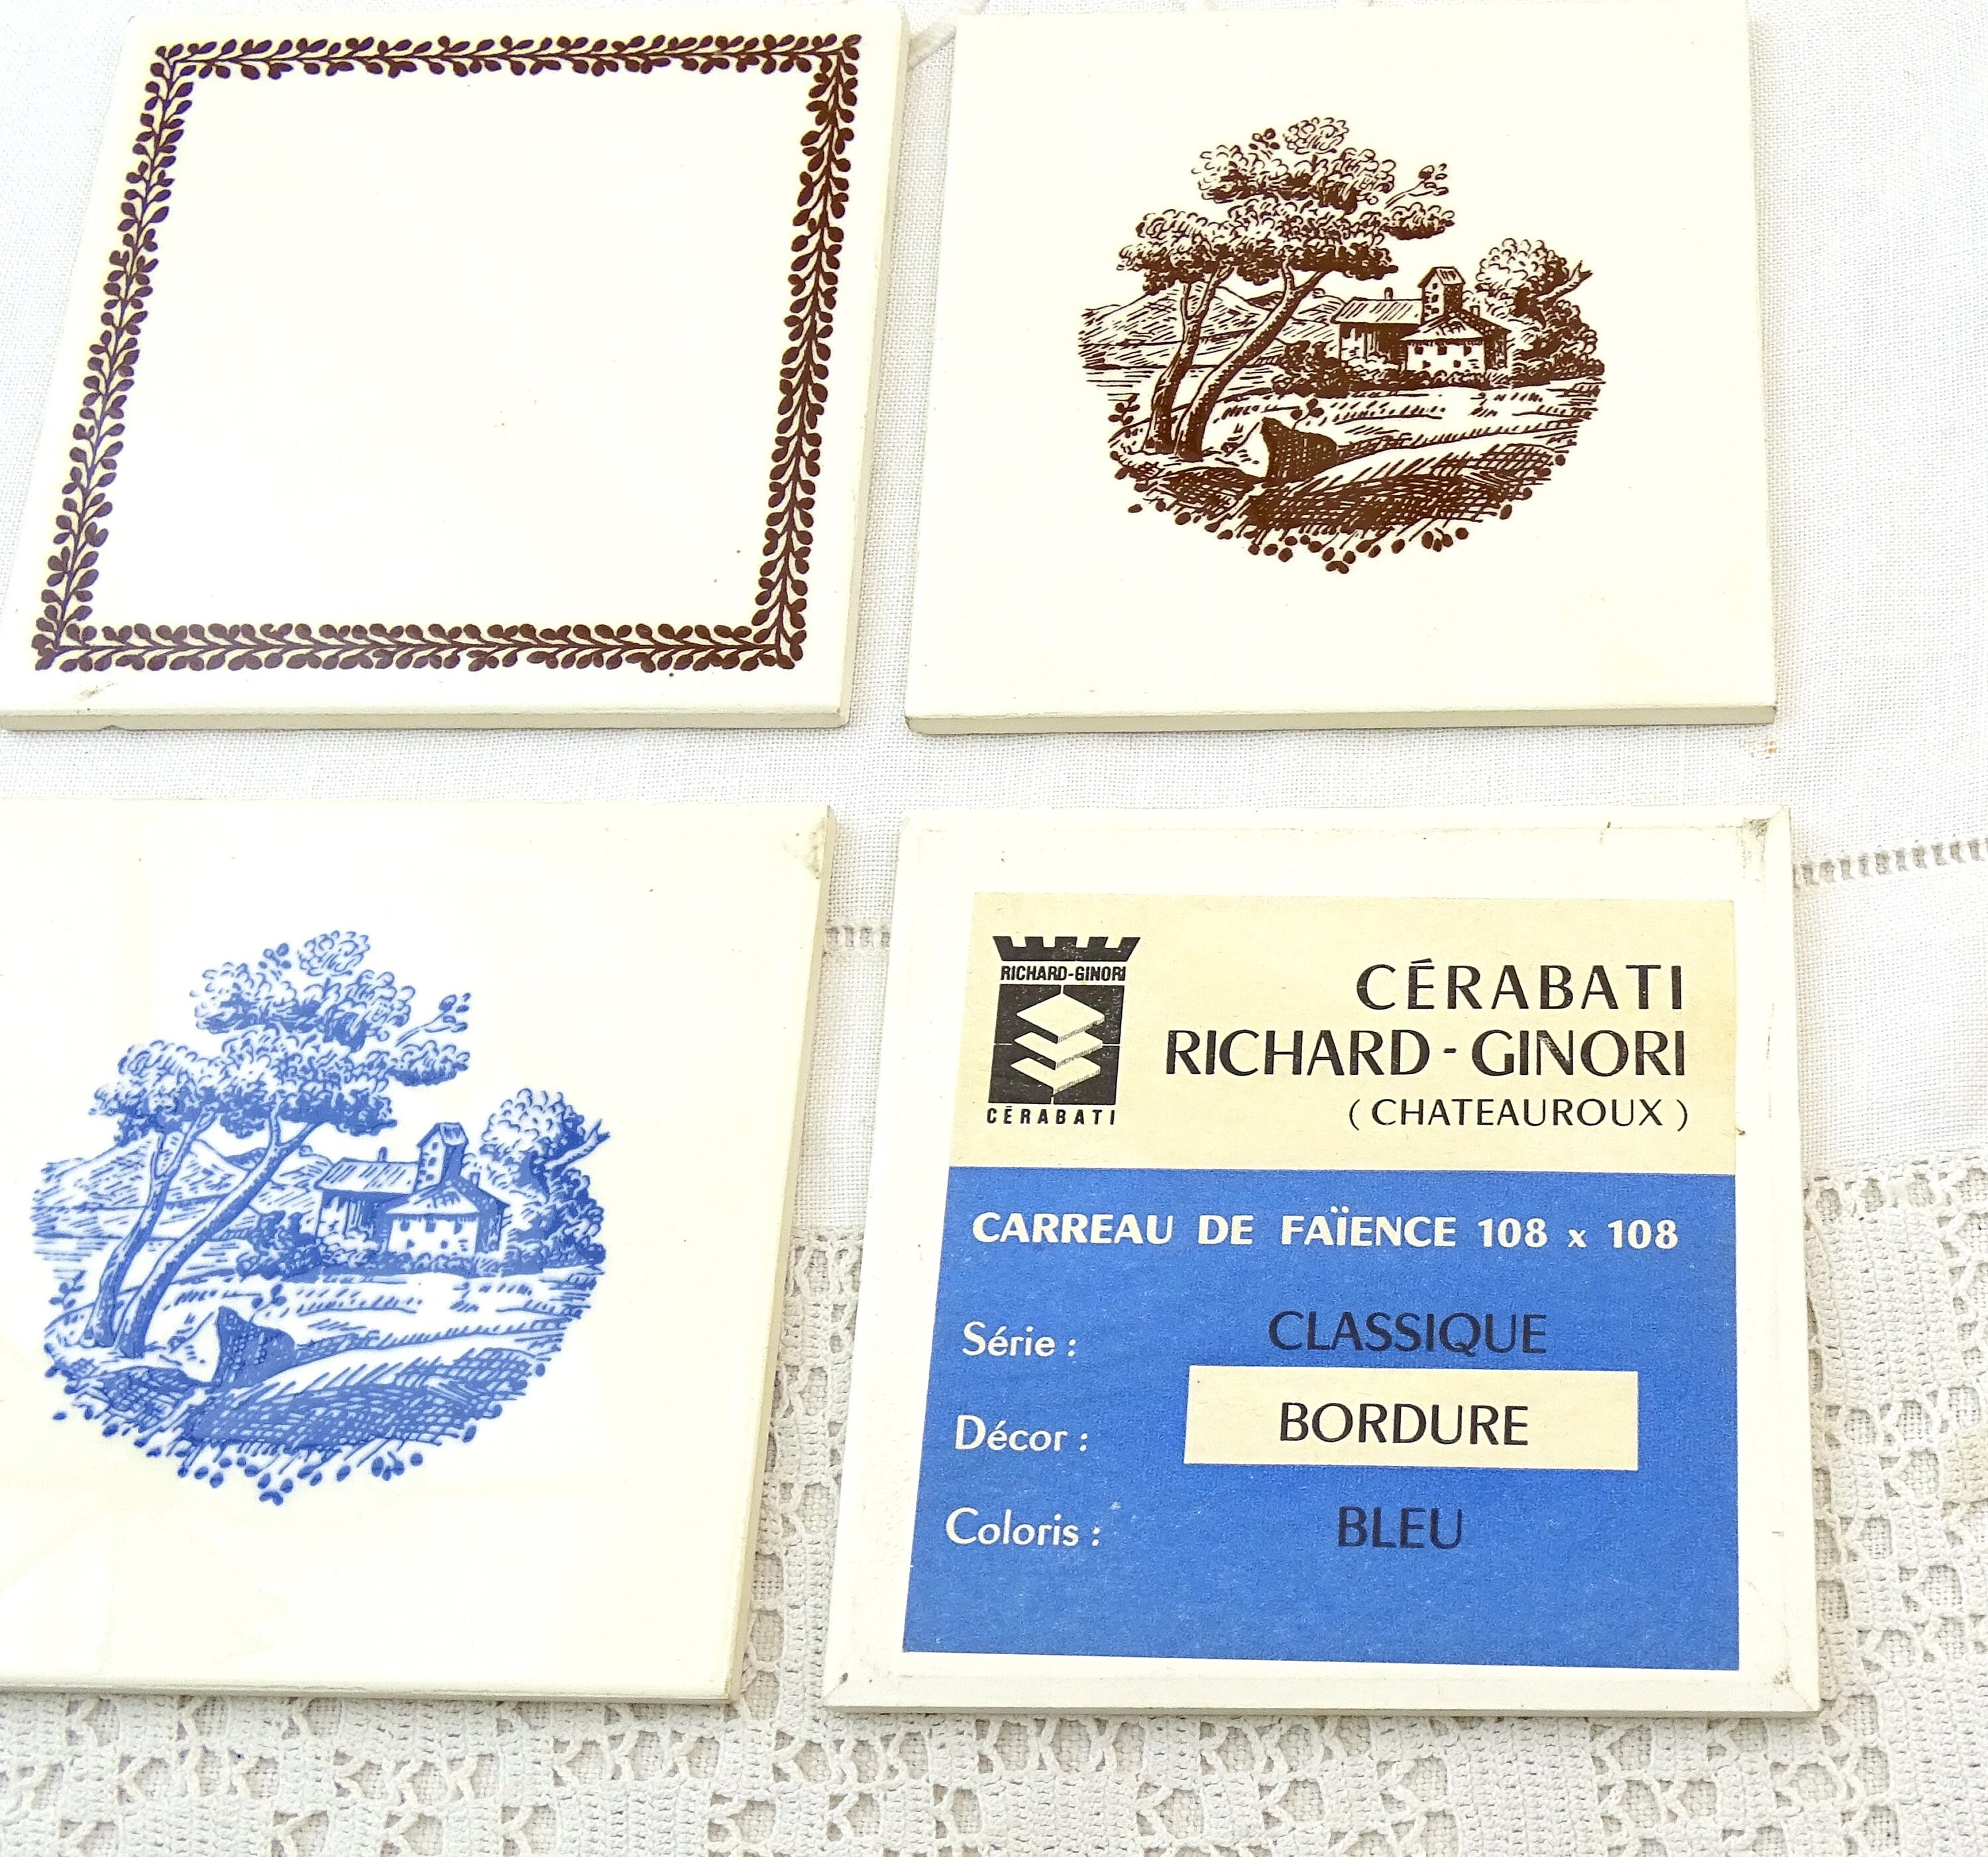 RICHARD-GINORI
CÉRABATI
CÉRABATI
RICHARD-GINORI
(CHATEAUROUX)
CARREAU DE FAÏENCE 108 x 108
Série : CLASSIQUE
Décor : BORDURE
Coloris : BLEU